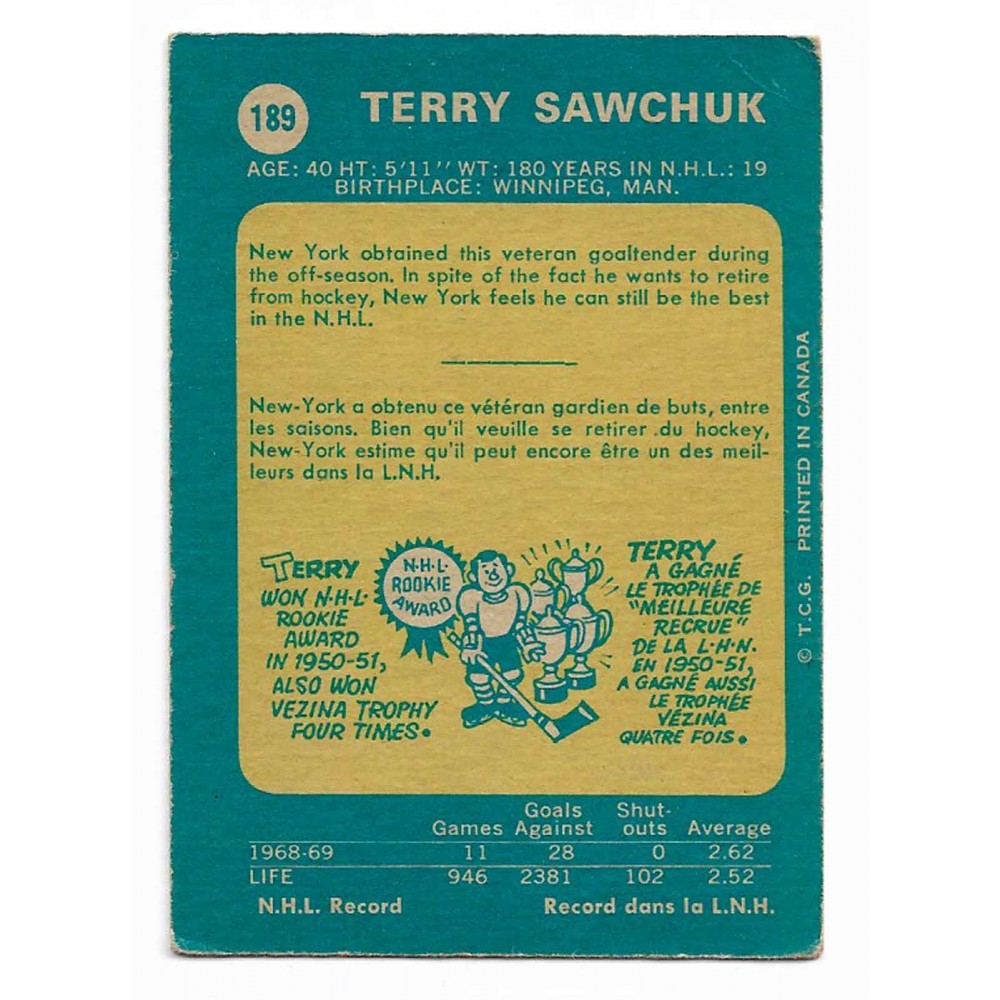 189
TERRY SAWCHUK
AGE: 40 HT: 5'11'' WT: 180 YEARS IN N.H.L.: 19
BIRTHPLACE: WINNIPEG, MAN.
New York obtained this veteran goaltender during
the off-season. In spite of the fact he wants to retire
from hockey, New York feels he can still be the best
in the N.H.L.
New-York a obtenu ce vétéran gardien de buts, entre
les saisons. Bien qu'il veuille se retirer du hockey,
New-York estime qu'il peut encore être un des meil-
leurs dans la L.N.H.
TERRY
WON N·H·L·
ROOKIE
AWARD
IN 1950-51,
ALSO WON
VEZINA TROPHY
FOUR TIMES.
N·H·L·
ROOKIE
AWARD
TERRY
A GAGNÉ
LE TROPHÉE DE
"MEILLEURE
RECRUE"
DE LA L·H·N.
EN 1950-51,
A GAGNÉ AUSSI
LE TROPHÉE
VÉZINA
QUATRE FOIS.
© T.C.G. PRINTED IN CANADA
Goals Shut-
Games Against outs Average
1968-69 11 28 0 2.62
LIFE 946 2381 102 2.52
N.H.L. Record Record dans la L.N.H.